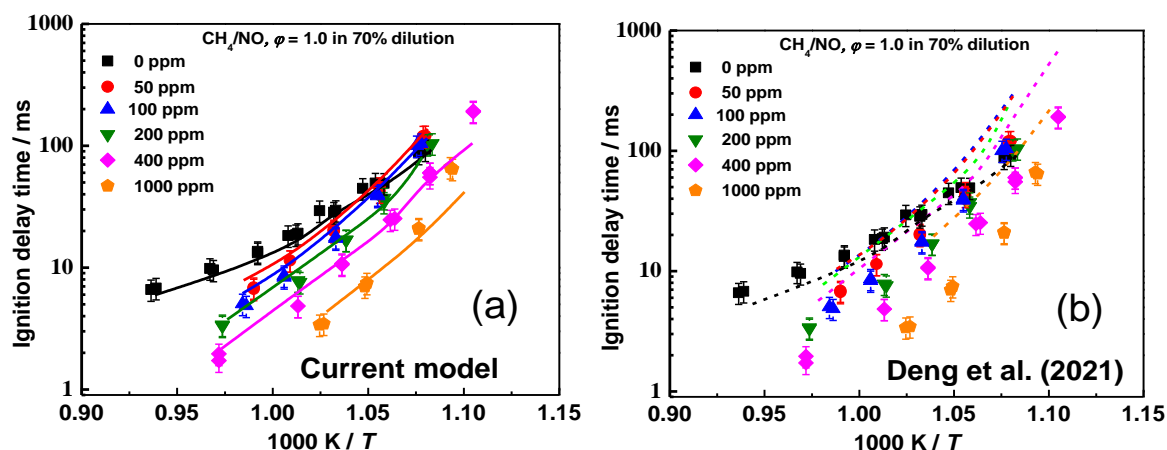 CH4/NO, φ = 1.0 in 70% dilution
0 ppm
50 ppm
100 ppm
200 ppm
400 ppm
1000 ppm
(a)
Current model
Ignition delay time / ms
1000
100
10
1
0.90 0.95 1.00 1.05 1.10 1.15
1000 K / T
CH4/NO, φ = 1.0 in 70% dilution
0 ppm
50 ppm
100 ppm
200 ppm
400 ppm
1000 ppm
(b)
Deng et al. (2021)
Ignition delay time / ms
1000
100
10
1
0.90 0.95 1.00 1.05 1.10 1.15
1000 K / T